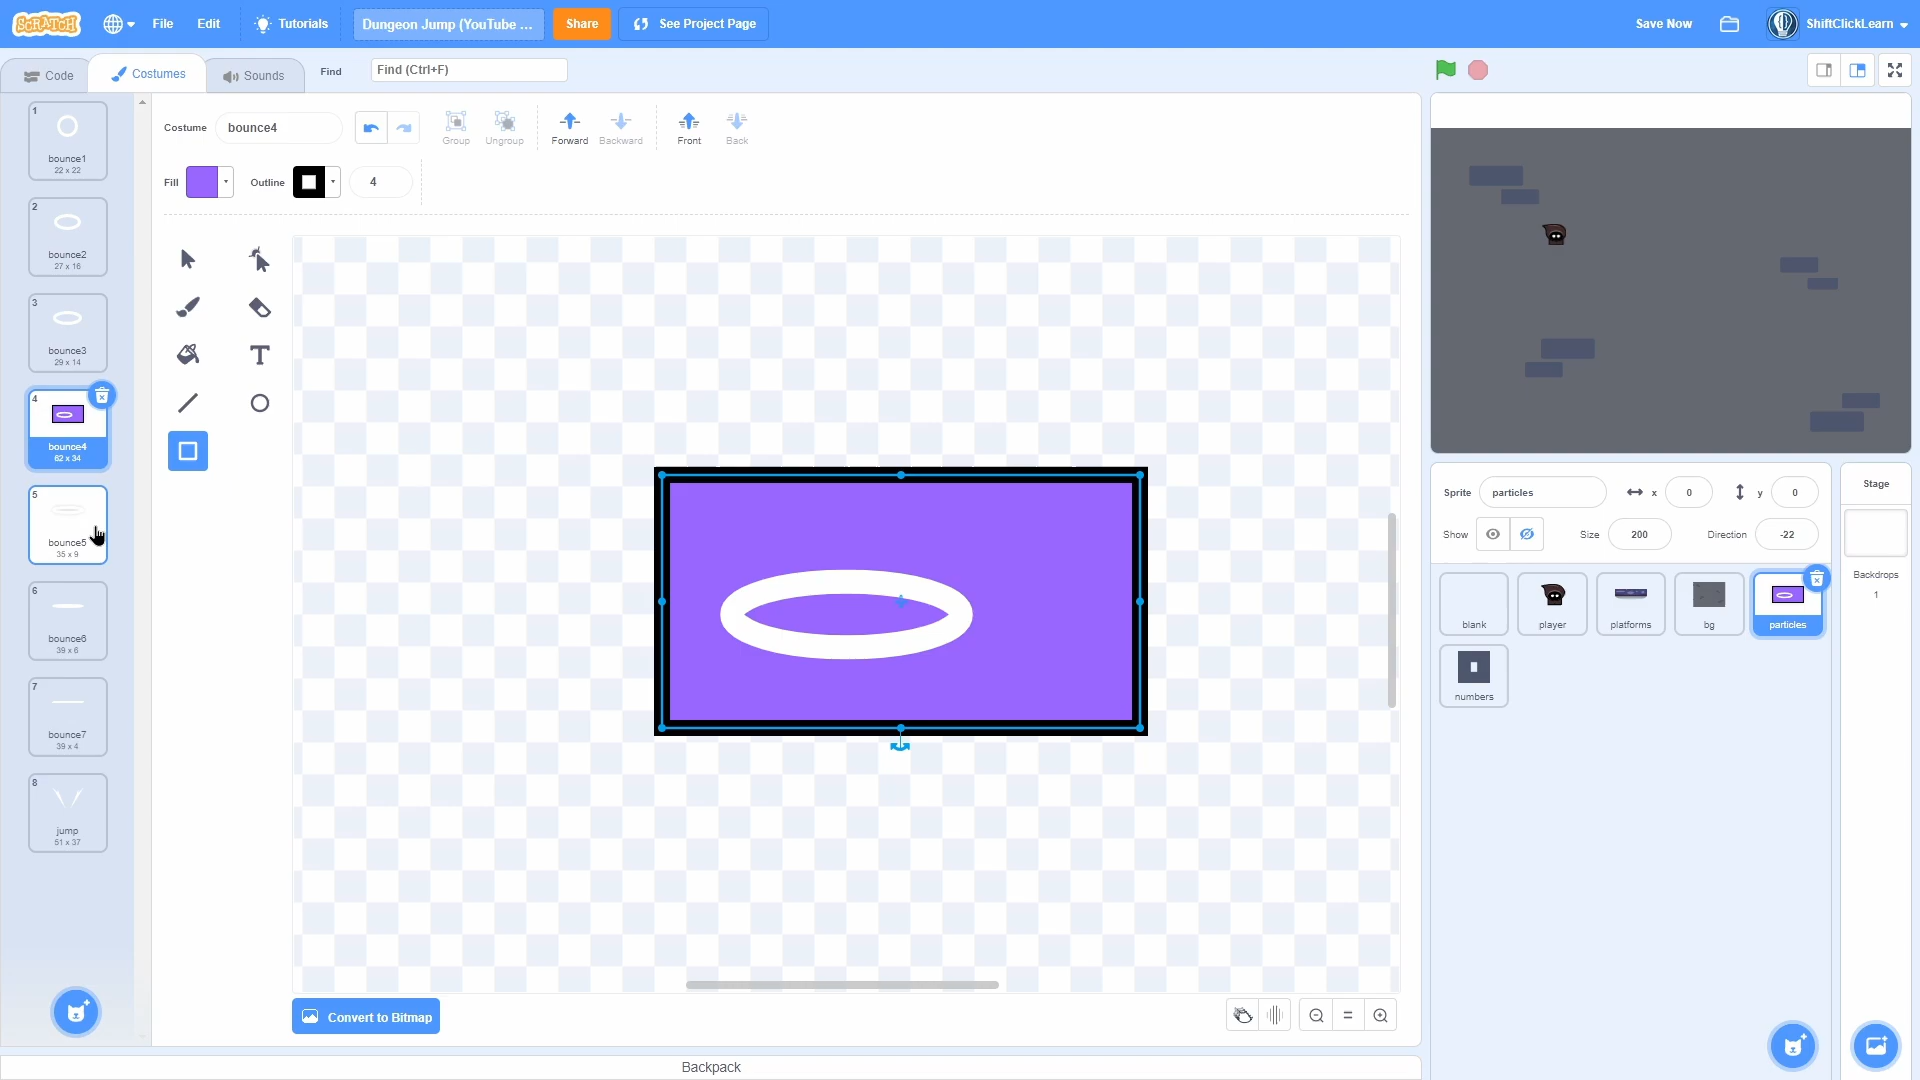 SCRATCH File Edit Tutorials Dungeon Jump (YouTube ... Share See Project Page Save Now ShiftClickLearn
Code Costumes Sounds Find Find (Ctrl+F)
1
bounce1
22 x 22
2
bounce2
27 x 16
3
bounce3
29 x 14
4
bounce4
62 x 34
5
bounce5
35 x 9
6
bounce6
39 x 6
7
bounce7
39 x 4
8
jump
51 x 37
Costume bounce4 Group Ungroup Forward Backward Front Back
Fill Outline 4
T
Convert to Bitmap
Backpack
Sprite particles x 0 y 0
Show Size 200 Direction -22
blank player platforms bg particles
numbers
Stage
Backdrops
1